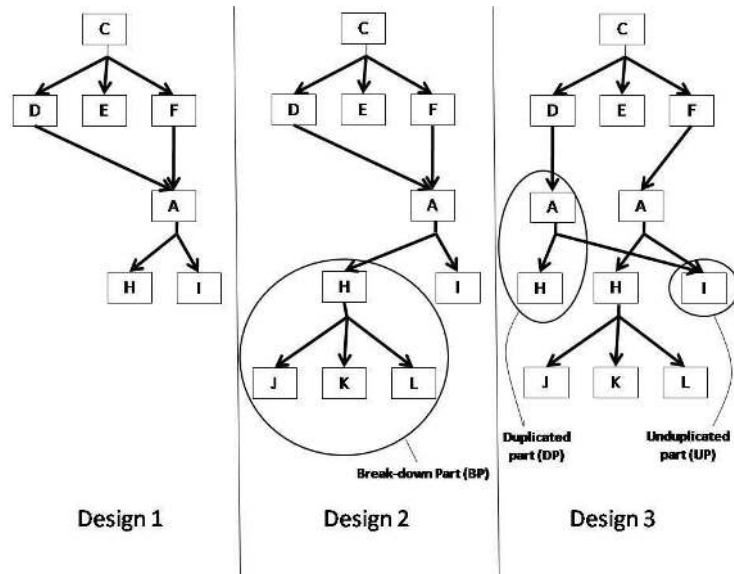 C
C
C
D E F
D E F
D E F
A
A
A A
H I
H I
H H I
J K L
J K L
Duplicated
part (DP)
Unduplicated
part (UP)
Break-down Part (BP)
Design 1
Design 2
Design 3